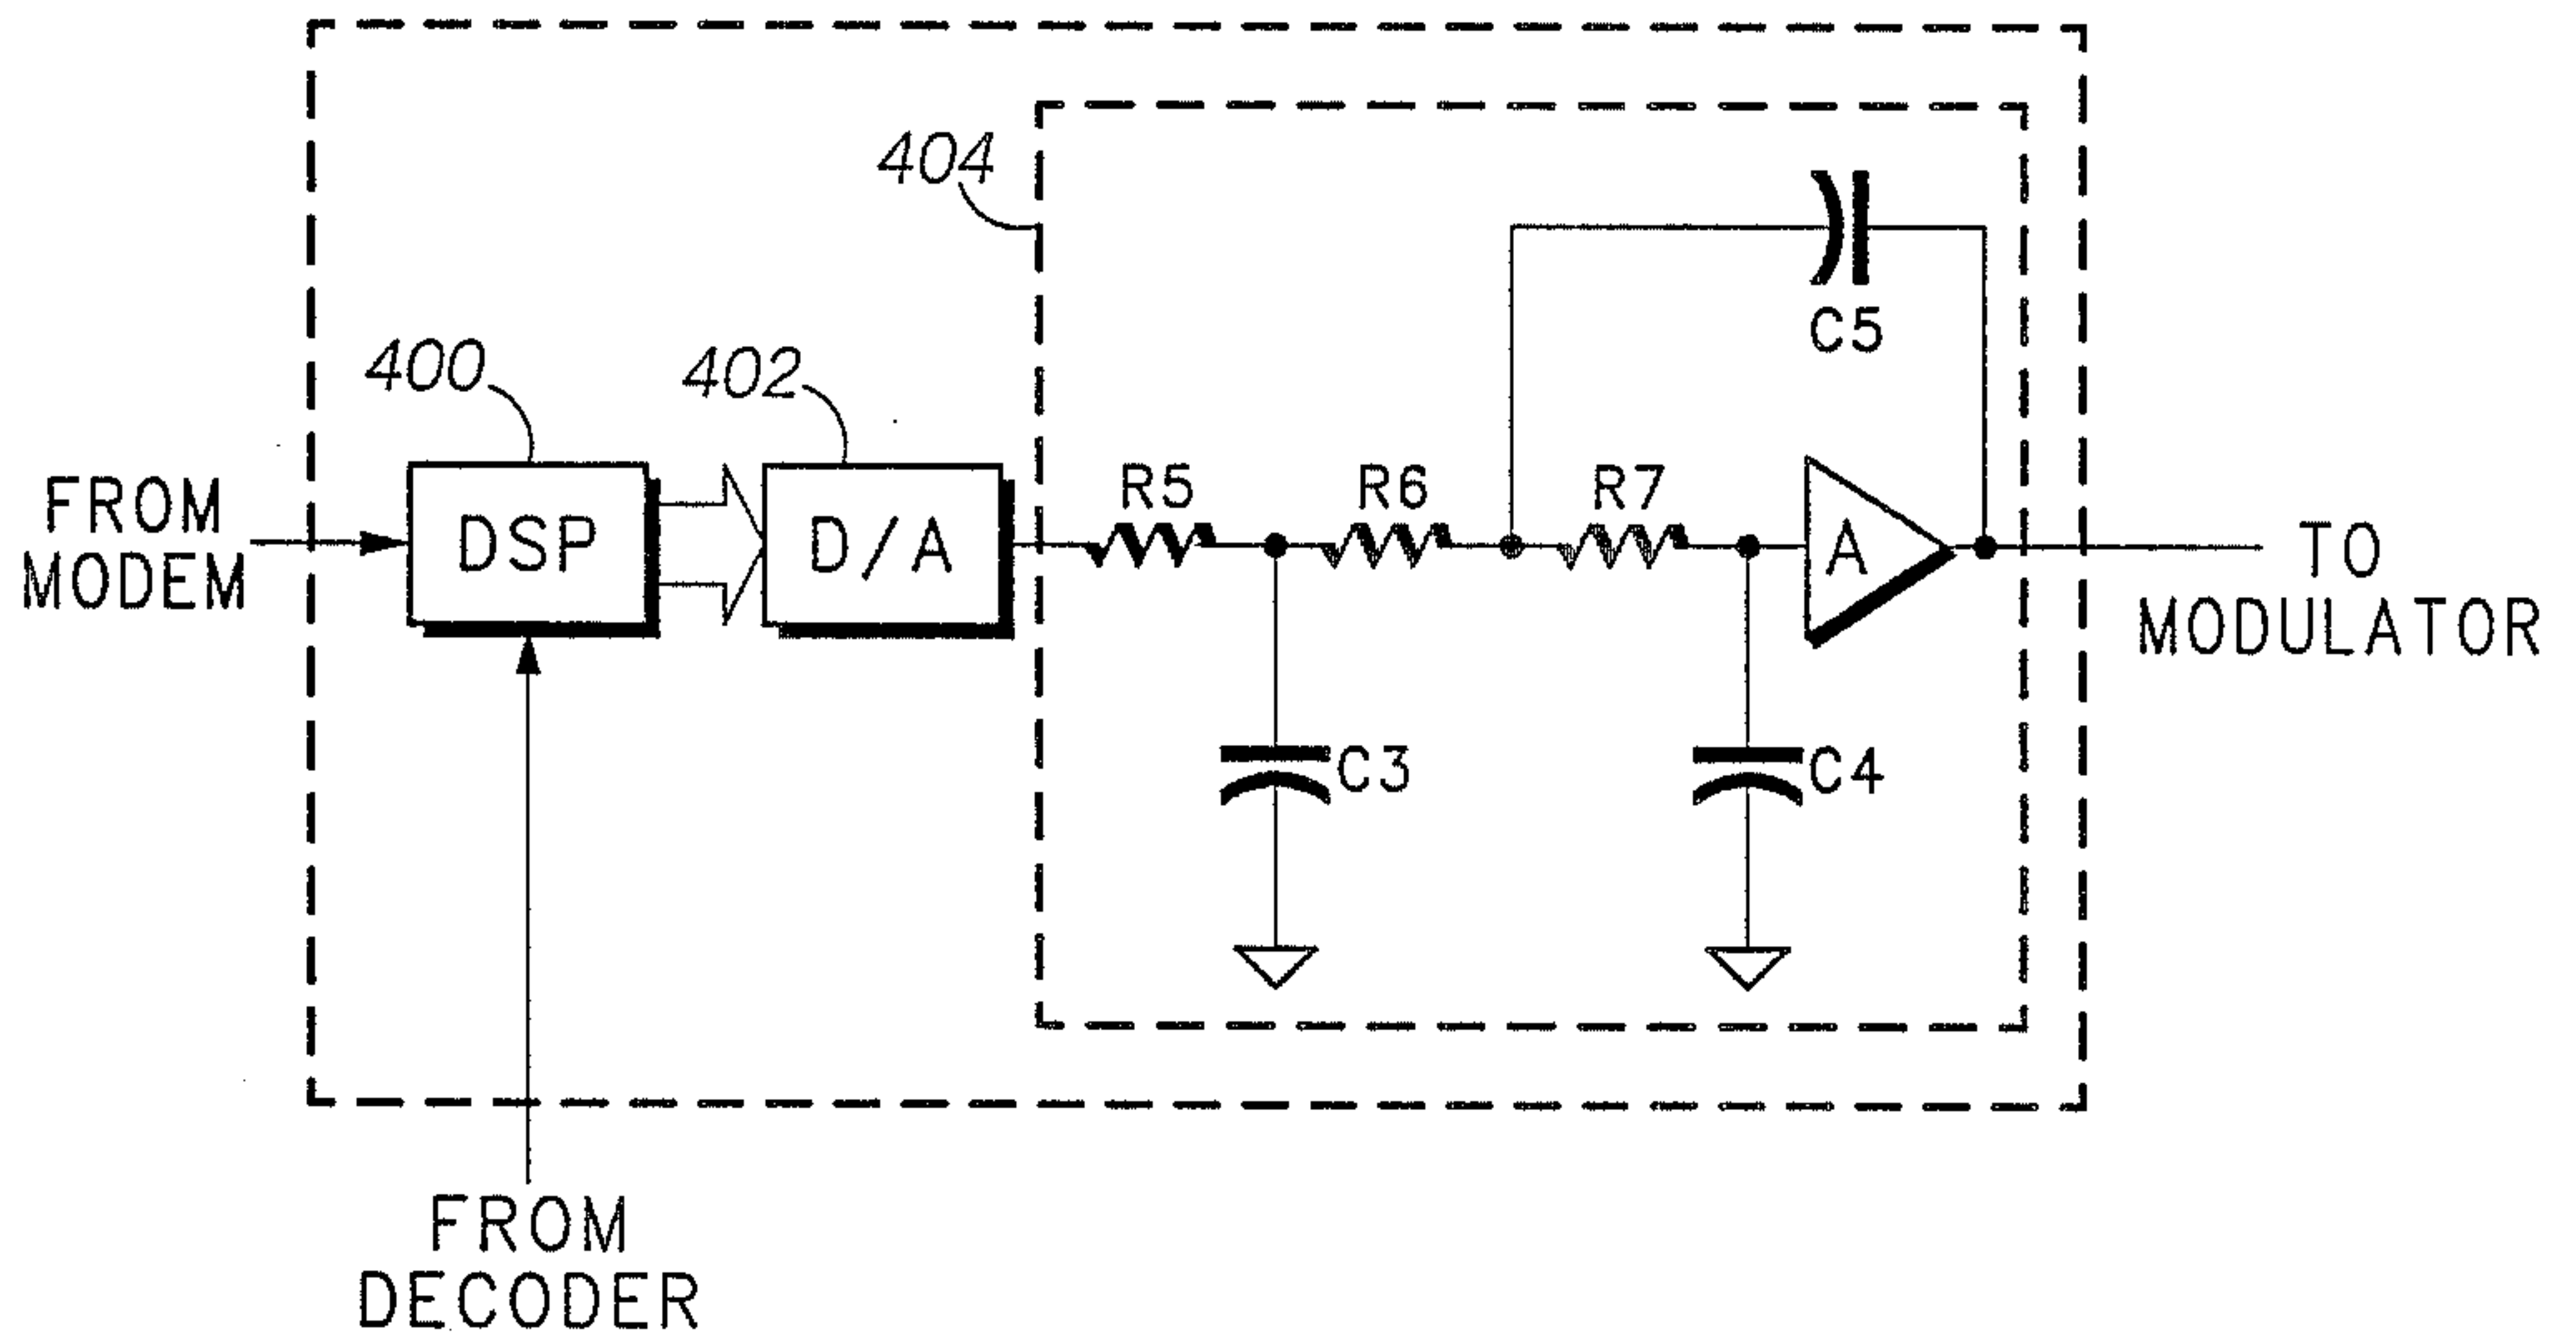 404
C5
400
402
FROM
MODEM
DSP
D/A
R5
R6
R7
A
TO
MODULATOR
C3
C4
FROM
DECODER